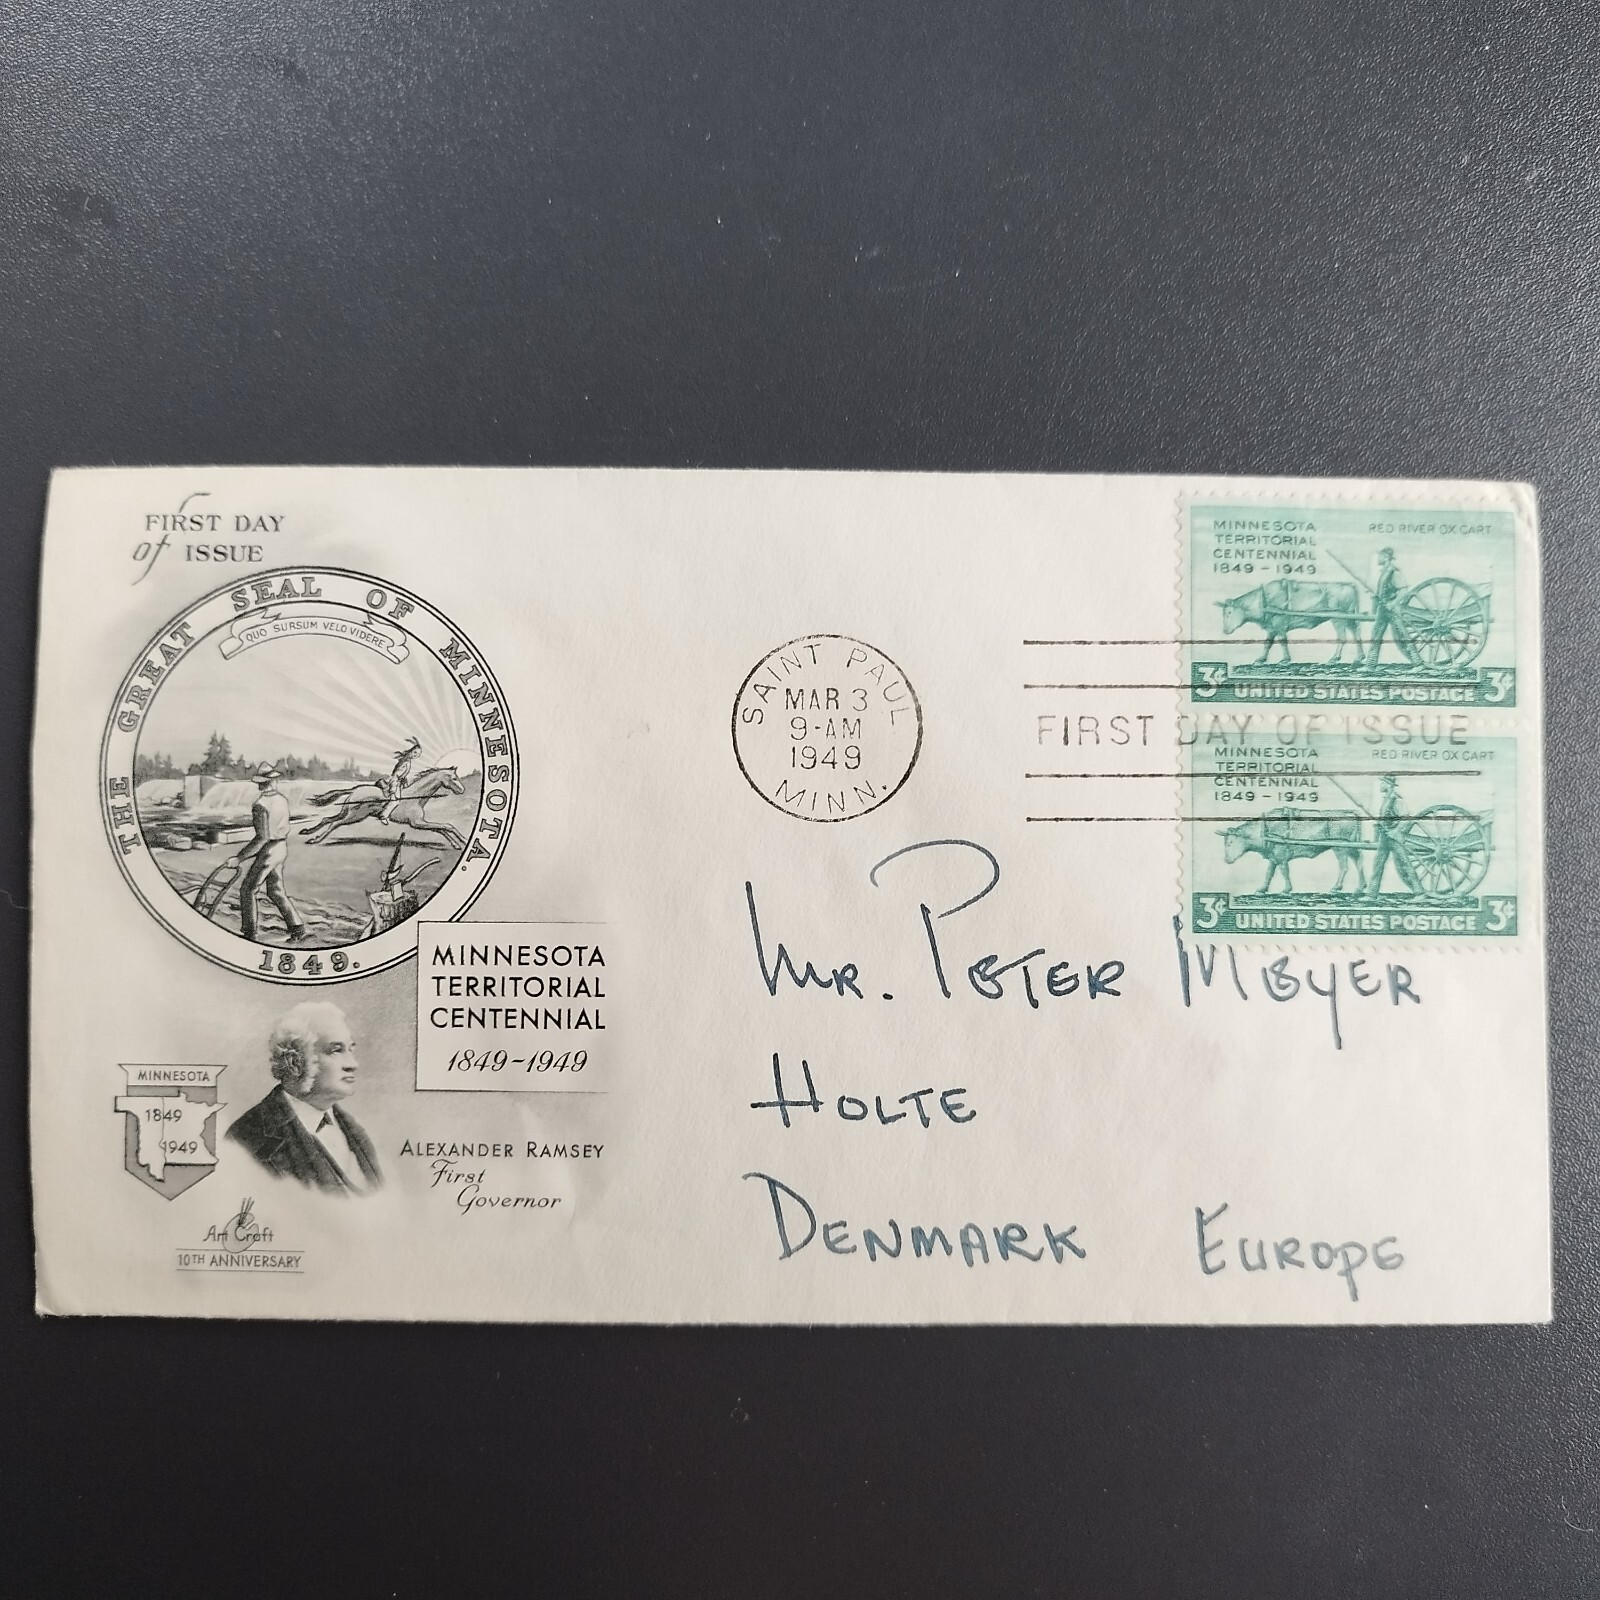 FIRST DAY
of ISSUE
THE GREAT SEAL OF MINNESOTA.
QUO SURSUM VELO VIDERE
1849.
MINNESOTA
TERRITORIAL
CENTENNIAL
1849-1949
MINNESOTA
1849
1949
ALEXANDER RAMSEY
First
Governor
Art Craft
10TH ANNIVERSARY
SAINT PAUL
MAR 3
9-AM
1949
MINN.
MINNESOTA
TERRITORIAL
CENTENNIAL
1849-1949
RED RIVER OX CART
3¢ UNITED STATES POSTAGE 3¢
FIRST DAY OF ISSUE
MINNESOTA
TERRITORIAL
CENTENNIAL
1849-1949
RED RIVER OX CART
3¢ UNITED STATES POSTAGE 3¢
MR. PETER MEYER
HOLTE
DENMARK EUROPE